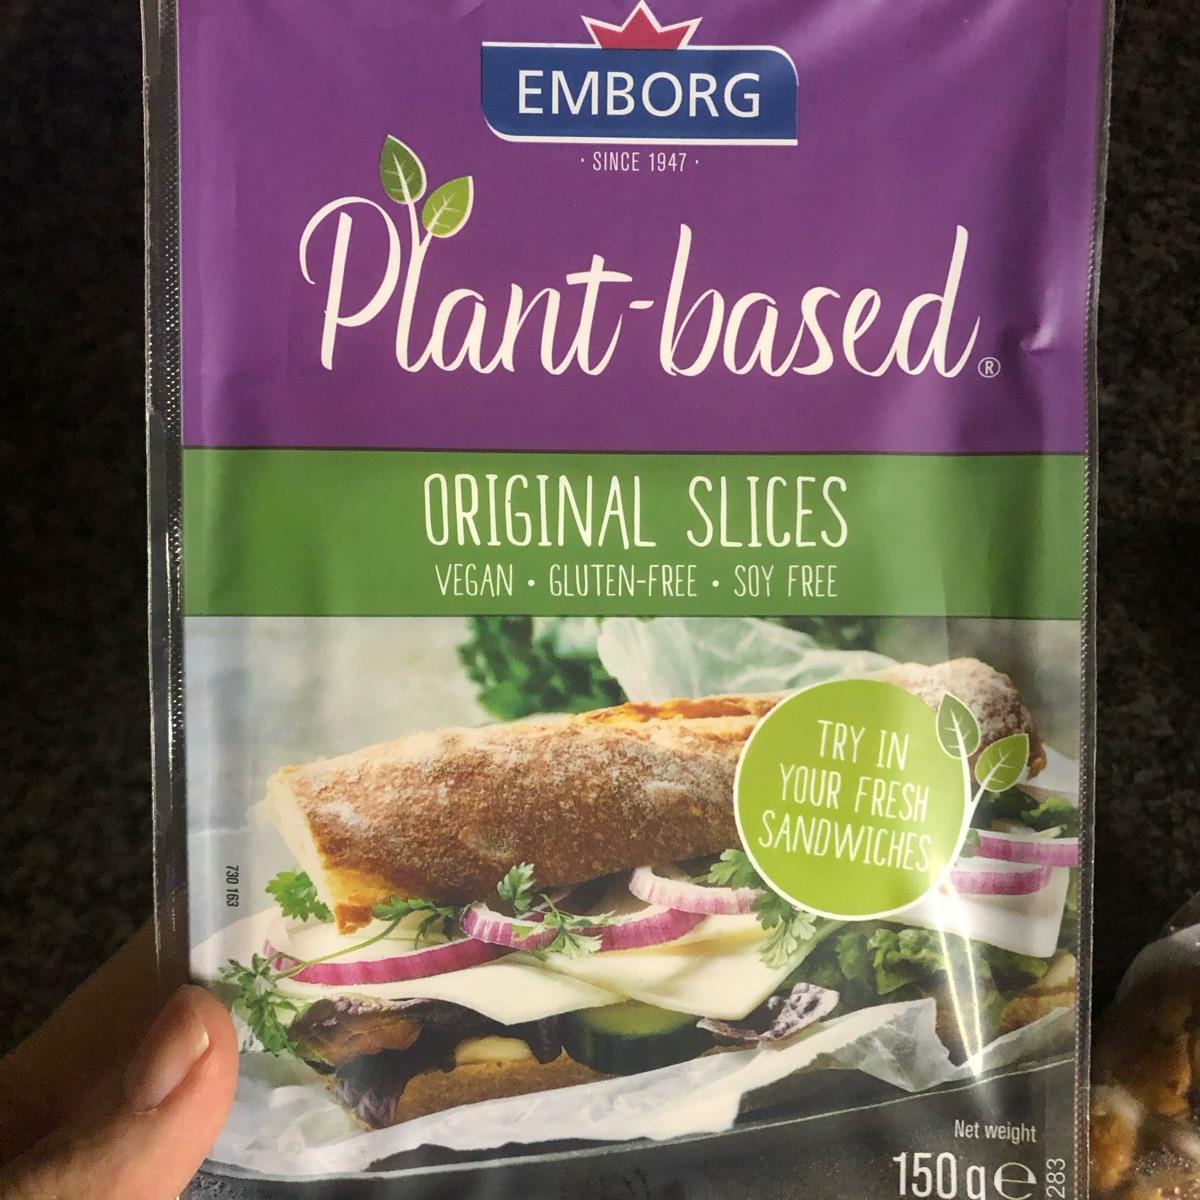 EMBORG
· SINCE 1947 ·
Plant-based®
ORIGINAL SLICES
VEGAN · GLUTEN-FREE · SOY FREE
TRY IN
YOUR FRESH
SANDWICHES
730 163
Net weight
150 g ℮
283